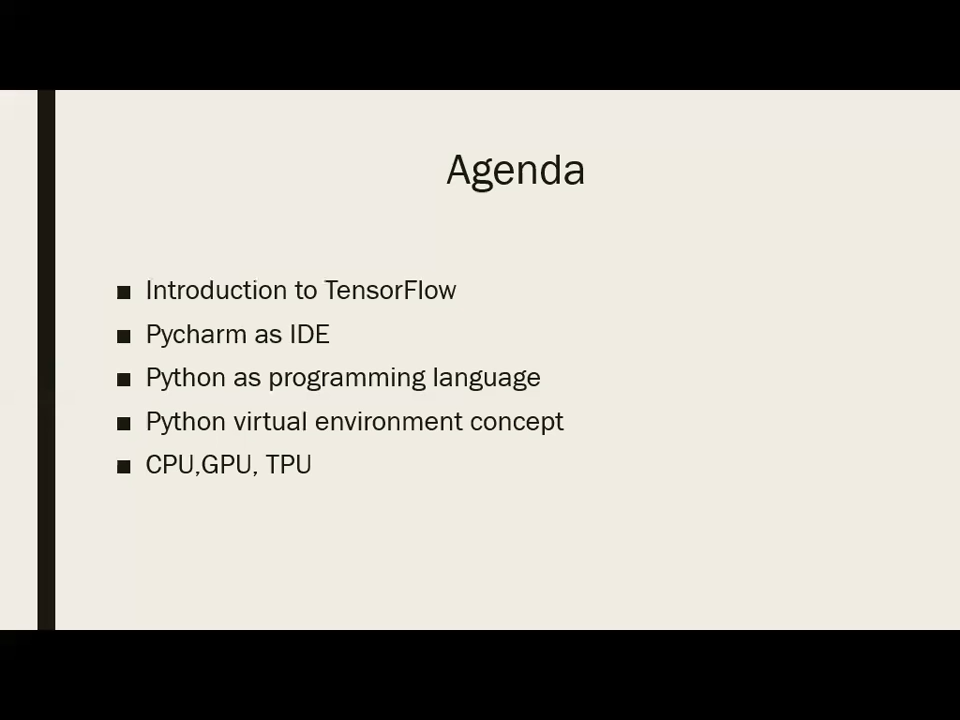 Agenda
■ Introduction to TensorFlow
■ Pycharm as IDE
■ Python as programming language
■ Python virtual environment concept
■ CPU,GPU, TPU